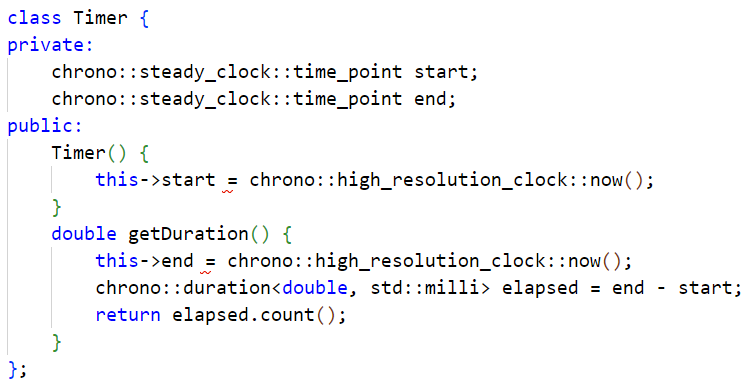 class Timer {
private:
    chrono::steady_clock::time_point start;
    chrono::steady_clock::time_point end;
public:
    Timer() {
        this->start = chrono::high_resolution_clock::now();
    }
    double getDuration() {
        this->end = chrono::high_resolution_clock::now();
        chrono::duration<double, std::milli> elapsed = end - start;
        return elapsed.count();
    }
};